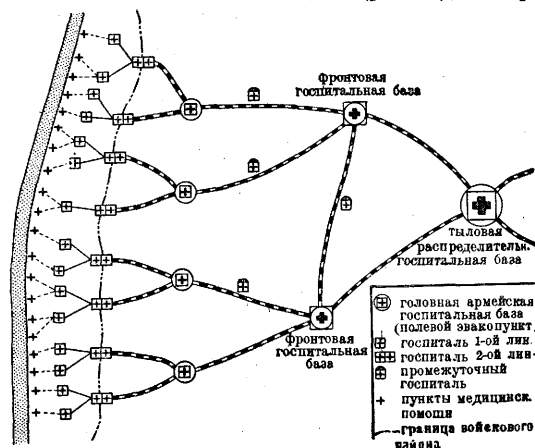 фронтовая
госпитальная база
тыловая
распределительн.
госпитальная база
фронтовая
госпитальная
база
головная армейская
госпитальная база
(полевой эвакопункт)
госпиталь 1-ой лин.
госпиталь 2-ой лин-
промежуточный
госпиталь
пункты медицинск.
помощи
граница войскового
района